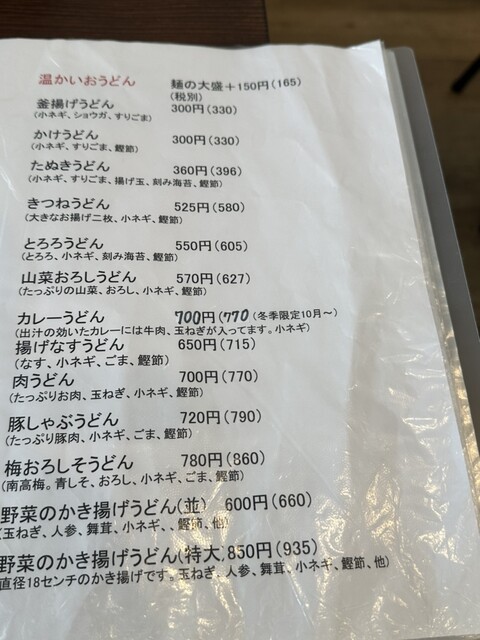 温かいおうどん 麺の大盛+150円(165)
(税別)
釜揚げうどん 300円(330)
(小ネギ、ショウガ、すりごま)
かけうどん 300円(330)
(小ネギ、すりごま、鰹節)
たぬきうどん 360円(396)
(小ネギ、すりごま、揚げ玉、刻み海苔、鰹節)
きつねうどん 525円(580)
(大きなお揚げ二枚、小ネギ、鰹節)
とろろうどん 550円(605)
(とろろ、小ネギ、刻み海苔、鰹節)
山菜おろしうどん 570円(627)
(たっぷりの山菜、おろし、小ネギ、鰹節)
カレーうどん 700円(770 (冬季限定10月~)
(出汁の効いたカレーには牛肉、玉ねぎが入ってます。小ネギ)
揚げなすうどん 650円(715)
(なす、小ネギ、ごま、鰹節)
肉うどん 700円(770)
(たっぷりお肉、玉ねぎ、小ネギ、鰹節)
豚しゃぶうどん 720円(790)
(たっぷり豚肉、小ネギ、ごま、鰹節)
梅おろしそうどん 780円(860)
(南高梅。青しそ、おろし、小ネギ、ごま、鰹節)
野菜のかき揚げうどん(並) 600円(660)
(玉ねぎ、人参、舞茸、小ネギ、、鰹節、他)
野菜のかき揚げうどん(特大)850円(935)
直径18センチのかき揚げです。玉ねぎ、人参、舞茸、小ネギ、鰹節、他)